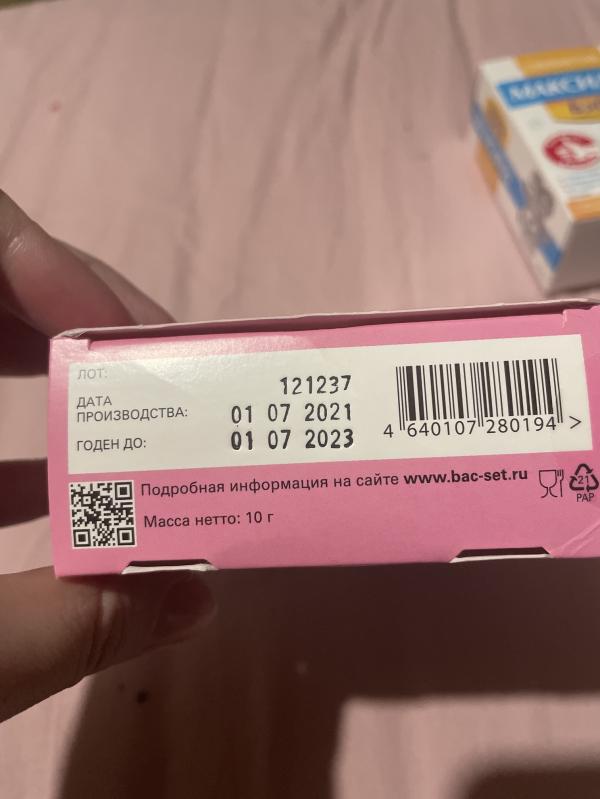 ЛОТ: 121237
ДАТА
ПРОИЗВОДСТВА: 01 07 2021
ГОДЕН ДО: 01 07 2023
4 640107 280194 >
Подробная информация на сайте www.bac-set.ru
Масса нетто: 10 г
21
PAP